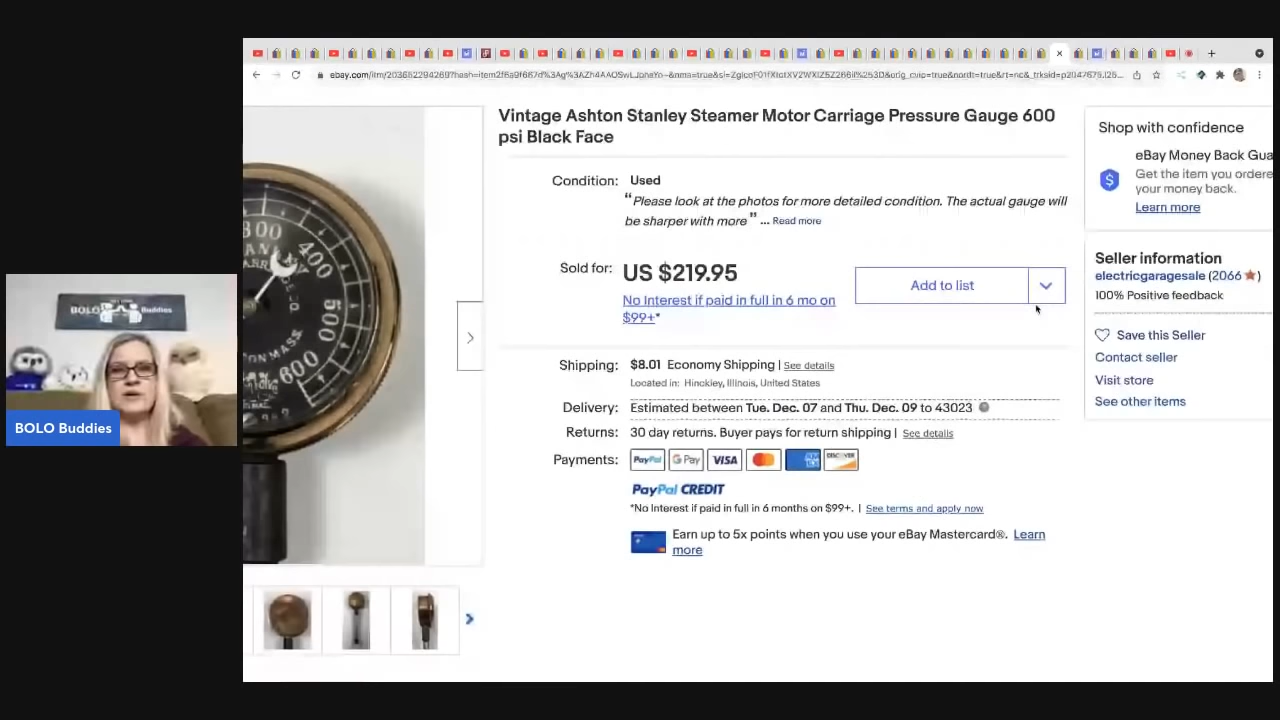 Vintage Ashton Stanley Steamer Motor Carriage Pressure Gauge 600
psi Black Face
Condition: Used
“Please look at the photos for more detailed condition. The actual gauge will
be sharper with more” ... Read more
Sold for: US $219.95
No Interest if paid in full in 6 mo on
$99+*
Add to list
Shipping: $8.01 Economy Shipping | See details
Located in: Hinckley, Illinois, United States
Delivery: Estimated between Tue. Dec. 07 and Thu. Dec. 09 to 43023
Returns: 30 day returns. Buyer pays for return shipping | See details
Payments: PayPal G Pay VISA DISCOVER
PayPal CREDIT
*No Interest if paid in full in 6 months on $99+. | See terms and apply now
Earn up to 5x points when you use your eBay Mastercard®. Learn
more
Shop with confidence
eBay Money Back Gua
Get the item you ordere
your money back.
Learn more
Seller information
electricgaragesale (2066)
100% Positive feedback
Save this Seller
Contact seller
Visit store
See other items
300
400
500
600
BOLO Buddies
BOLO Buddies